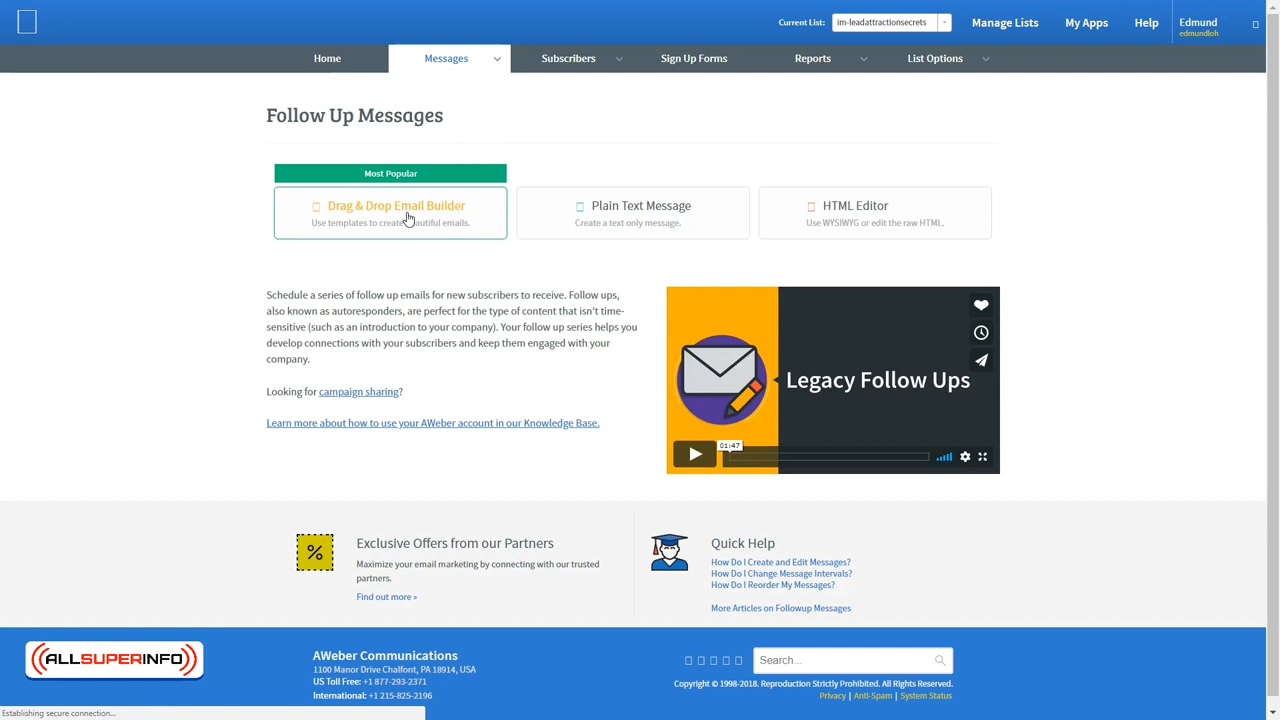 Current List: im-leadattractionsecrets Manage Lists My Apps Help Edmund
edmundloh
Home Messages Subscribers Sign Up Forms Reports List Options
Follow Up Messages
Most Popular
Drag & Drop Email Builder
Use templates to create beautiful emails.
Plain Text Message
Create a text only message.
HTML Editor
Use WYSIWYG or edit the raw HTML.
Schedule a series of follow up emails for new subscribers to receive. Follow ups,
also known as autoresponders, are perfect for the type of content that isn't time-
sensitive (such as an introduction to your company). Your follow up series helps you
develop connections with your subscribers and keep them engaged with your
company.
Looking for campaign sharing?
Learn more about how to use your AWeber account in our Knowledge Base.
Legacy Follow Ups
01:47
%
Exclusive Offers from our Partners
Maximize your email marketing by connecting with our trusted
partners.
Find out more »
Quick Help
How Do I Create and Edit Messages?
How Do I Change Message Intervals?
How Do I Reorder My Messages?
More Articles on Followup Messages
ALLSUPERINFO
AWeber Communications
1100 Manor Drive Chalfont, PA 18914, USA
US Toll Free: +1 877-293-2371
International: +1 215-825-2196
Search...
Copyright © 1998-2018. Reproduction Strictly Prohibited. All Rights Reserved.
Privacy | Anti-Spam | System Status
Establishing secure connection...